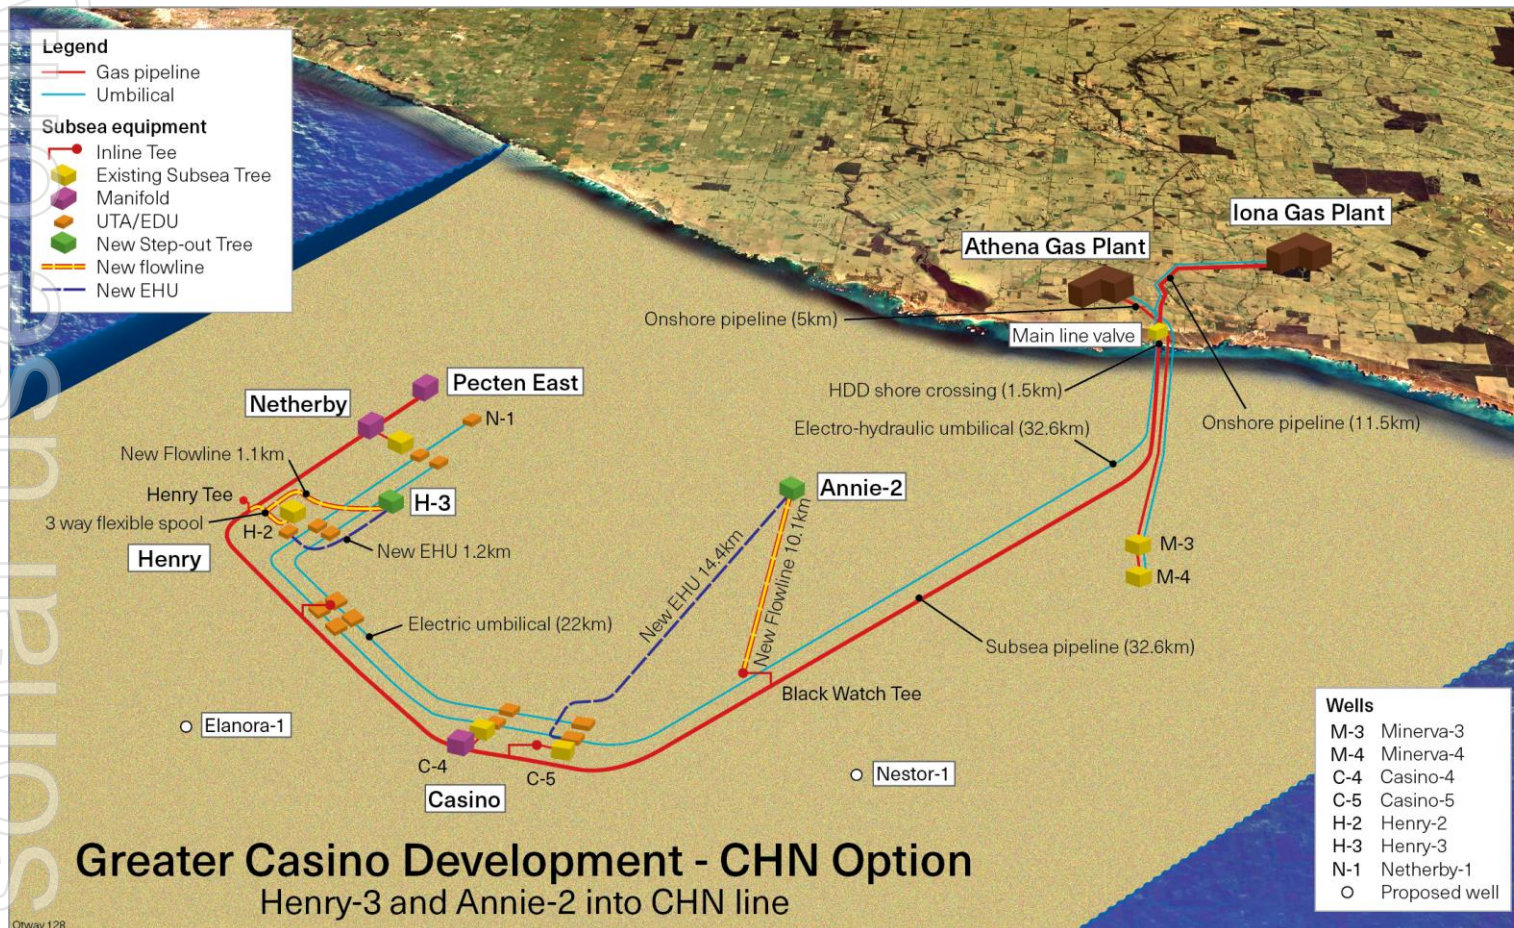 Legend
Gas pipeline
Umbilical
Subsea equipment
Inline Tee
Existing Subsea Tree
Manifold
UTA/EDU
New Step-out Tree
New flowline
New EHU
Iona Gas Plant
Athena Gas Plant
Onshore pipeline (5km)
Main line valve
HDD shore crossing (1.5km)
Onshore pipeline (11.5km)
Electro-hydraulic umbilical (32.6km)
Pecten East
Netherby
N-1
New Flowline 1.1km
Henry Tee
3 way flexible spool
H-2
H-3
Henry
New EHU 1.2km
Annie-2
New EHU 14.4km
New Flowline 10.1km
M-3
M-4
Electric umbilical (22km)
Subsea pipeline (32.6km)
Black Watch Tee
Elanora-1
C-4
C-5
Casino
Nestor-1
Wells
M-3 Minerva-3
M-4 Minerva-4
C-4 Casino-4
C-5 Casino-5
H-2 Henry-2
H-3 Henry-3
N-1 Netherby-1
Proposed well
Greater Casino Development - CHN Option
Henry-3 and Annie-2 into CHN line
Otway 128